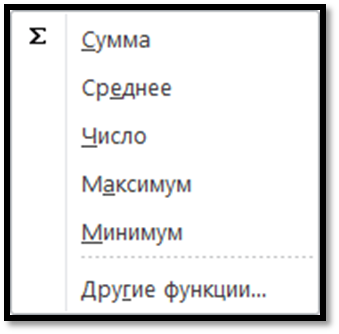 Σ Сумма
Среднее
Число
Максимум
Минимум
Другие функции...